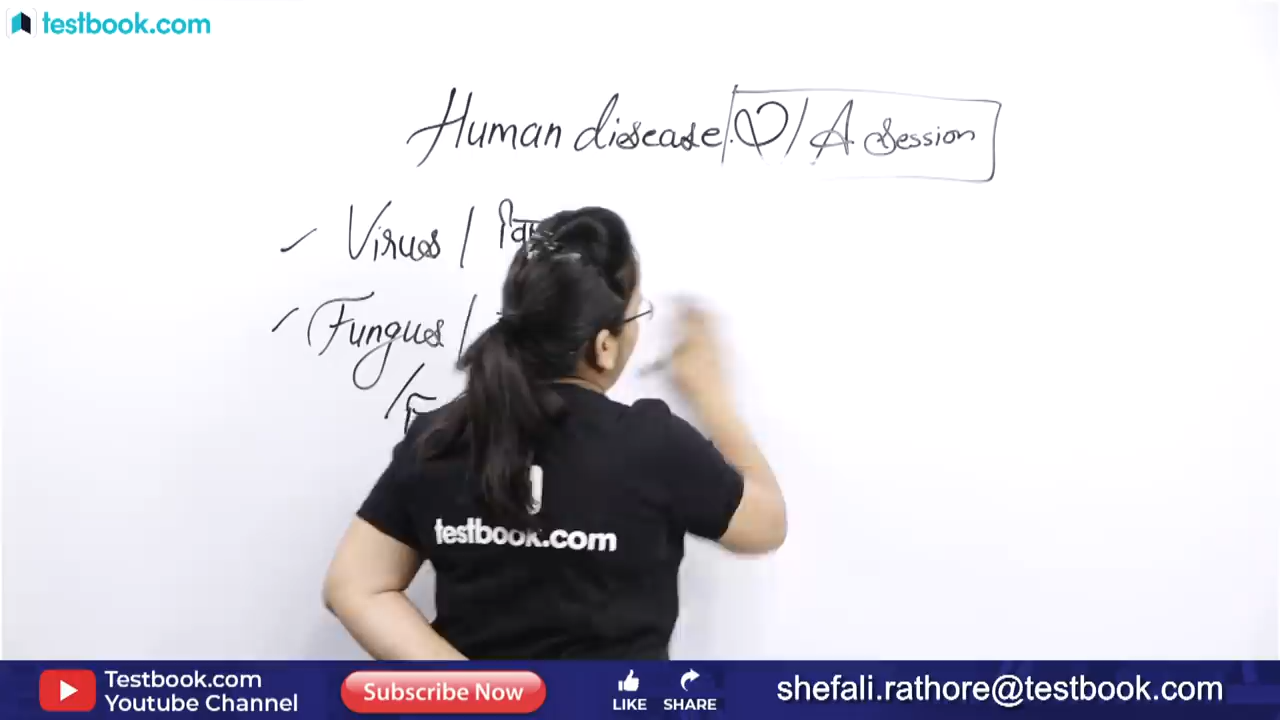 testbook.com
Human disease ♡ / A session
Virus /
Fungus /
testbook.com
Testbook.com
Youtube Channel
Subscribe Now
LIKE
SHARE
shefali.rathore@testbook.com